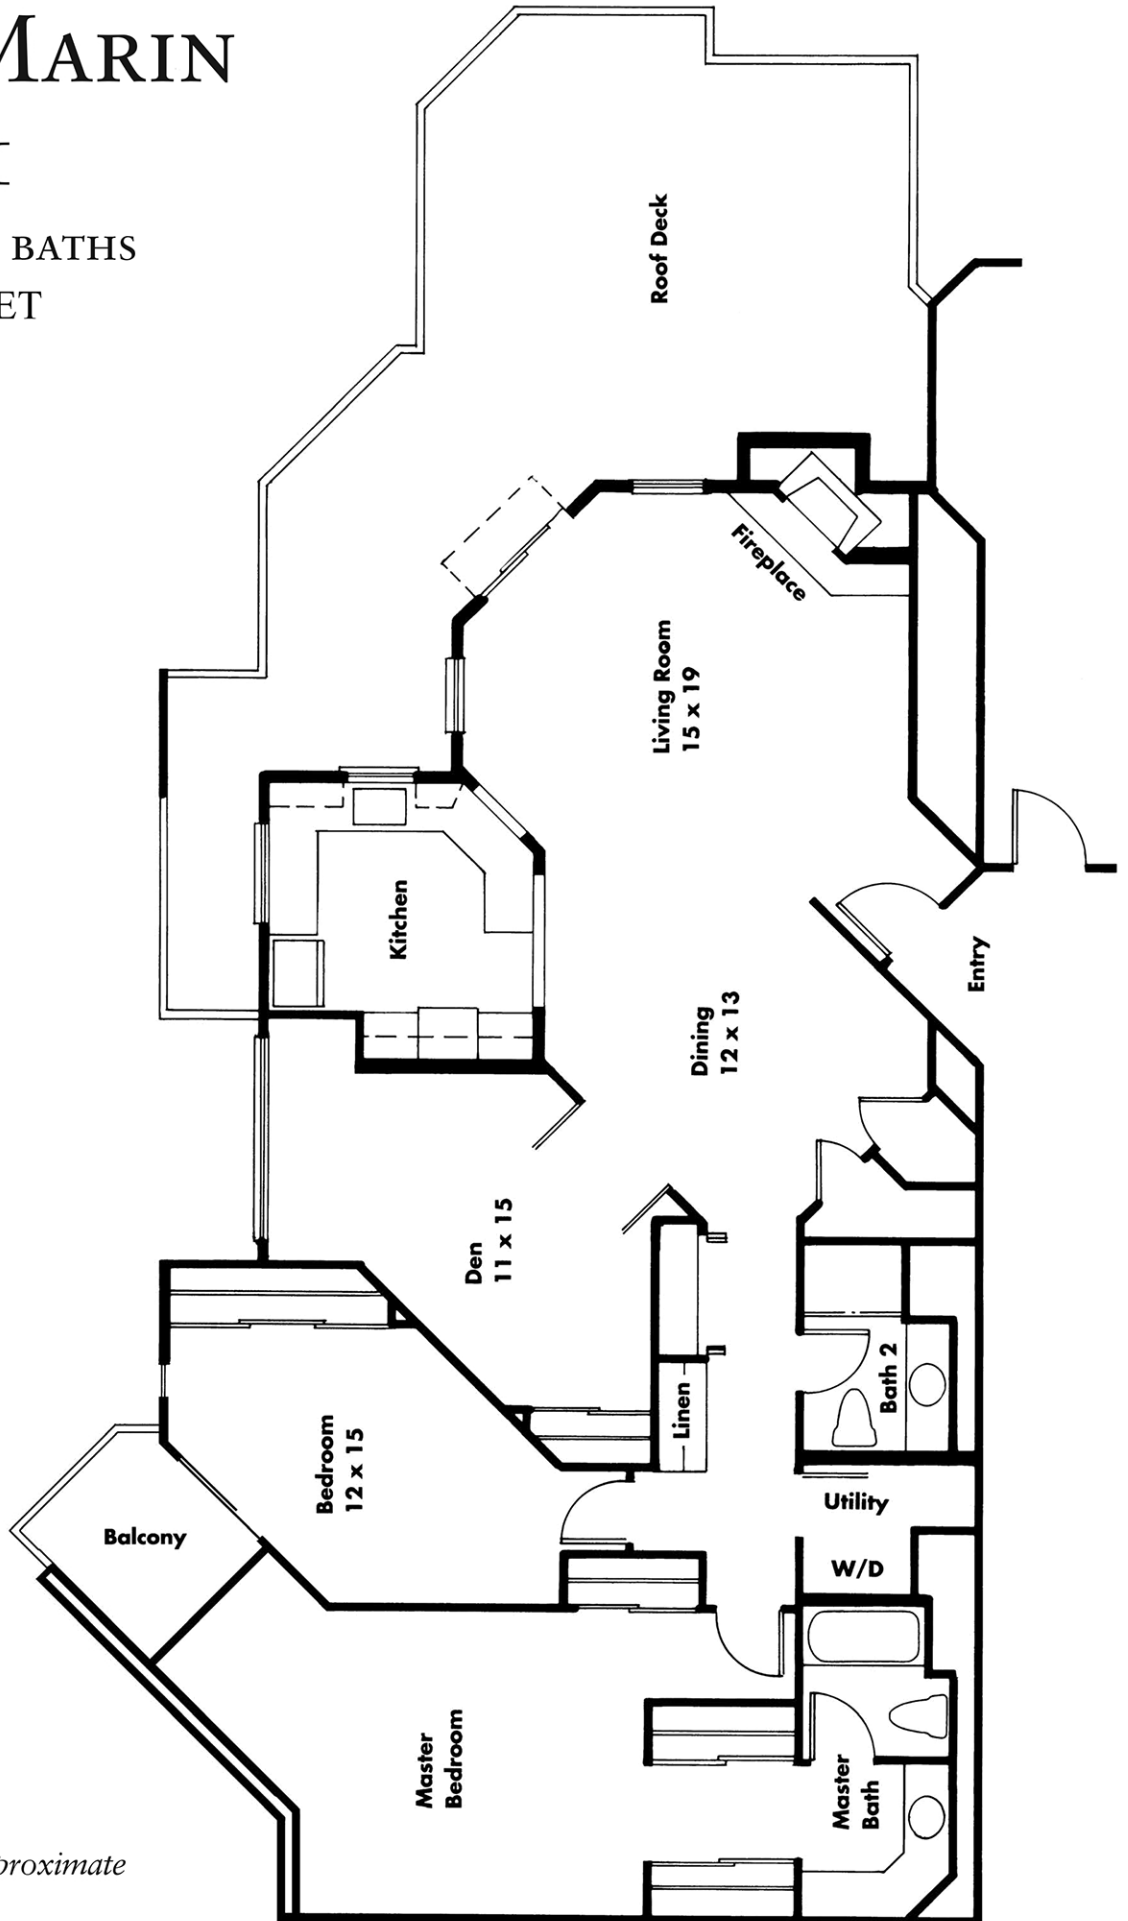 MARIN
BATHS
ET
Roof Deck
Fireplace
Living Room
15 x 19
Kitchen
Entry
Dining
12 x 13
Den
11 x 15
Bedroom
12 x 15
Balcony
Linen
Bath 2
Utility
W/D
Master
Bedroom
Master
Bath
proximate